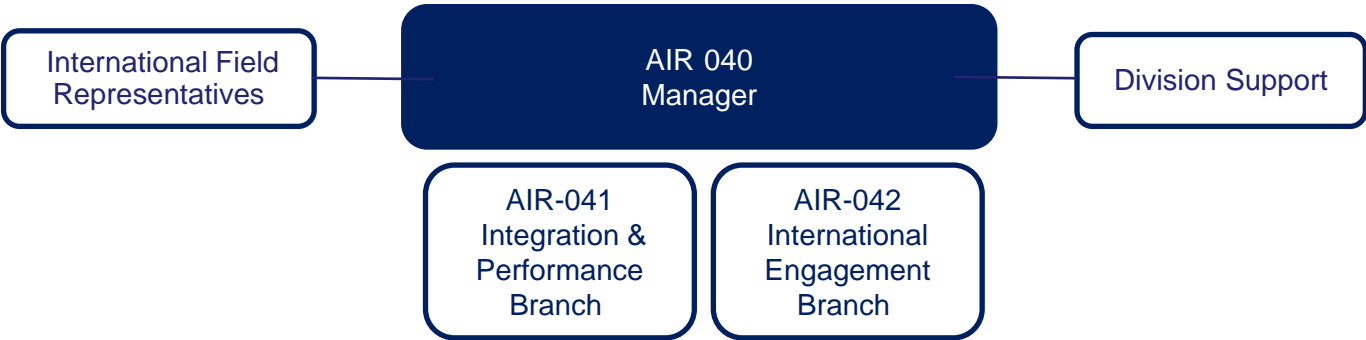 International Field
Representatives
AIR 040
Manager
Division Support
AIR-041
Integration &
Performance
Branch
AIR-042
International
Engagement
Branch